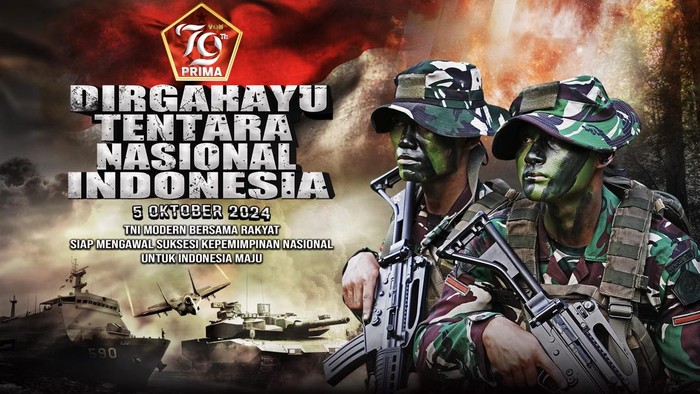 79Th
PRIMA
DIRGAHAYU
TENTARA
NASIONAL
INDONESIA
5 OKTOBER 2024
TNI MODERN BERSAMA RAKYAT
SIAP MENGAWAL SUKSESI KEPEMIMPINAN NASIONAL
UNTUK INDONESIA MAJU
590